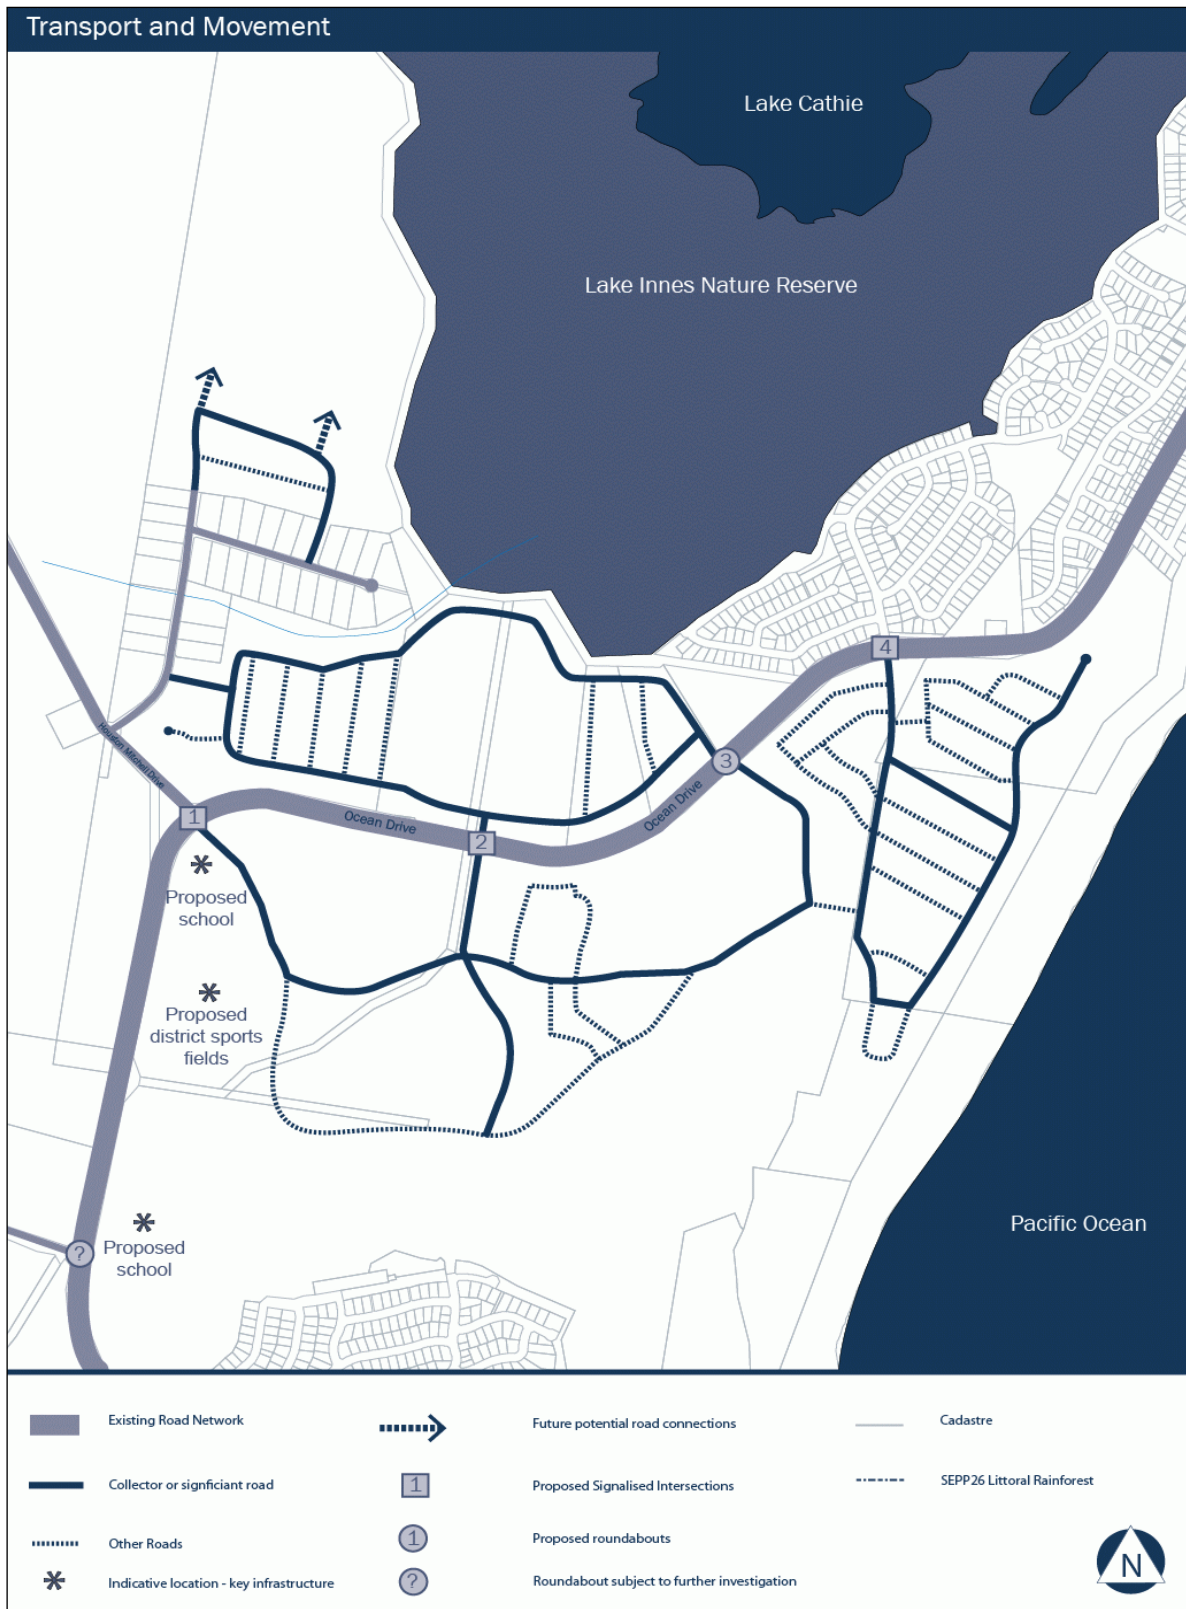 Transport and Movement
Lake Cathie
Lake Innes Nature Reserve
4
3
Houston Mitchell Drive
1
Ocean Drive
Ocean Drive
2
Proposed
school
Proposed
district sports
fields
Proposed
school
?
Pacific Ocean
Existing Road Network
Future potential road connections
Cadastre
Collector or signficiant road
1
Proposed Signalised Intersections
SEPP26 Littoral Rainforest
Other Roads
1
Proposed roundabouts
Indicative location - key infrastructure
?
Roundabout subject to further investigation
N